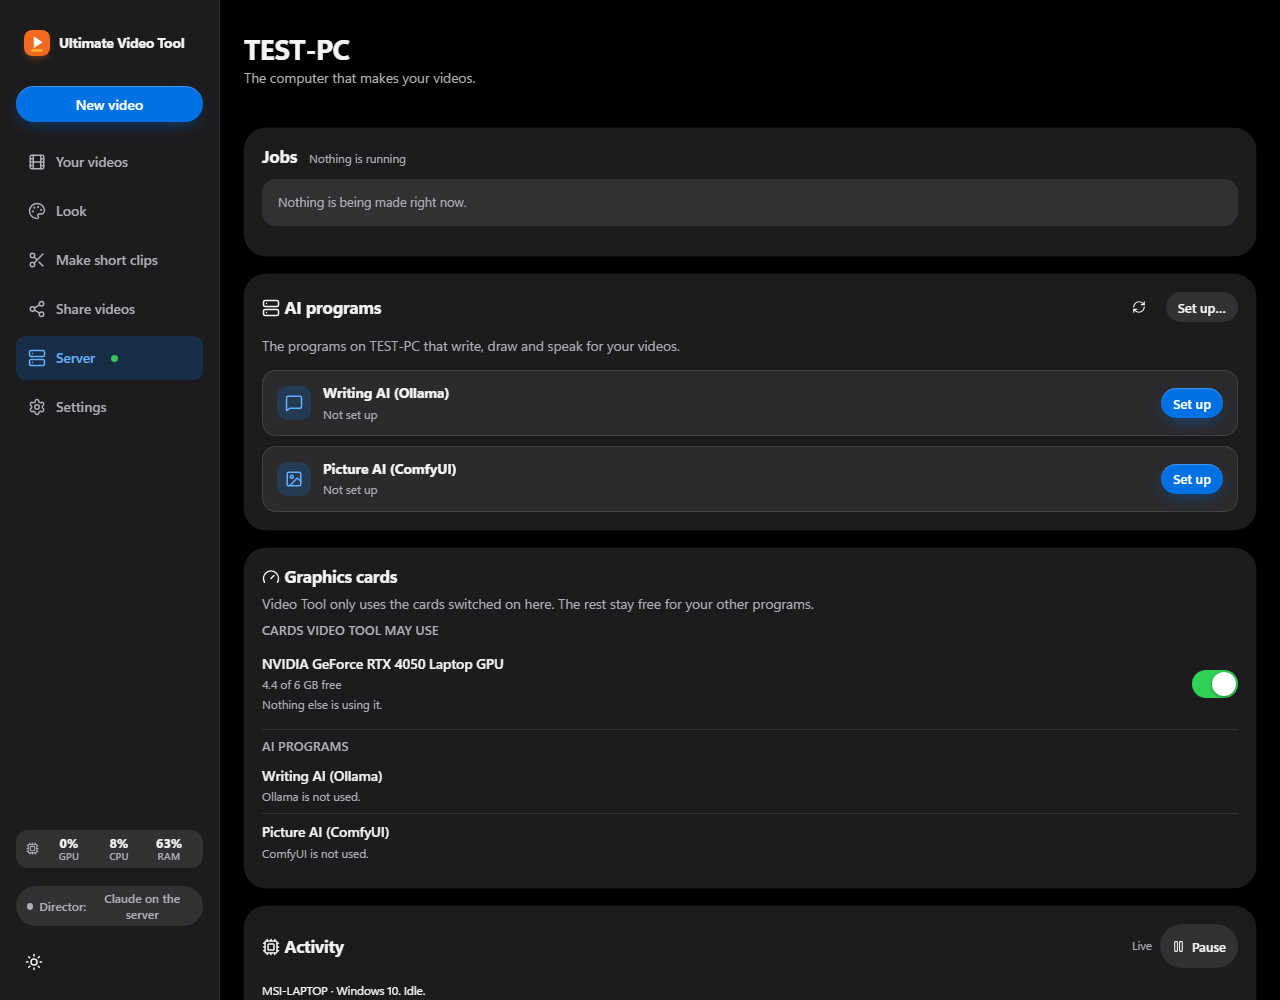 Ultimate Video Tool
New video
Your videos
Look
Make short clips
Share videos
Server
Settings
0% 8% 63%
GPU CPU RAM
Director: Claude on the
server
TEST-PC
The computer that makes your videos.
Jobs Nothing is running
Nothing is being made right now.
AI programs Set up...
The programs on TEST-PC that write, draw and speak for your videos.
Writing AI (Ollama)
Not set up
Set up
Picture AI (ComfyUI)
Not set up
Set up
Graphics cards
Video Tool only uses the cards switched on here. The rest stay free for your other programs.
CARDS VIDEO TOOL MAY USE
NVIDIA GeForce RTX 4050 Laptop GPU
4.4 of 6 GB free
Nothing else is using it.
AI PROGRAMS
Writing AI (Ollama)
Ollama is not used.
Picture AI (ComfyUI)
ComfyUI is not used.
Activity Live Pause
MSI-LAPTOP · Windows 10. Idle.